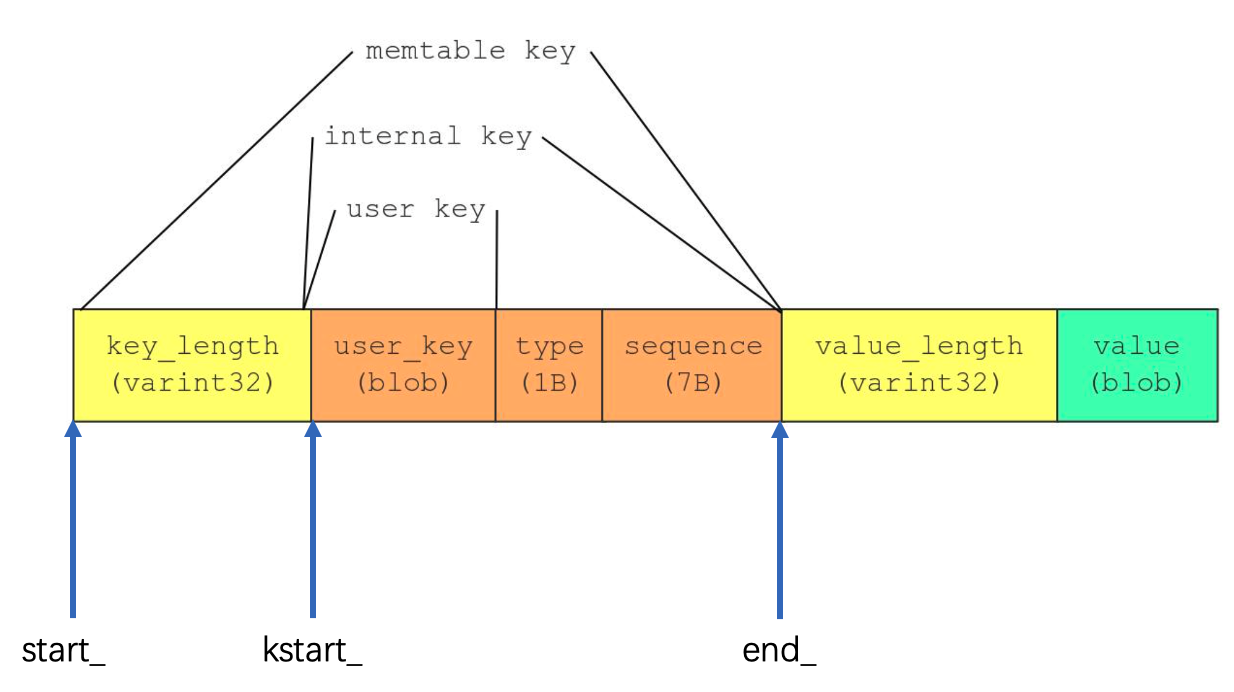 memtable key
internal key
user key
key_length
(varint32)
user_key
(blob)
type
(1B)
sequence
(7B)
value_length
(varint32)
value
(blob)
start_
kstart_
end_